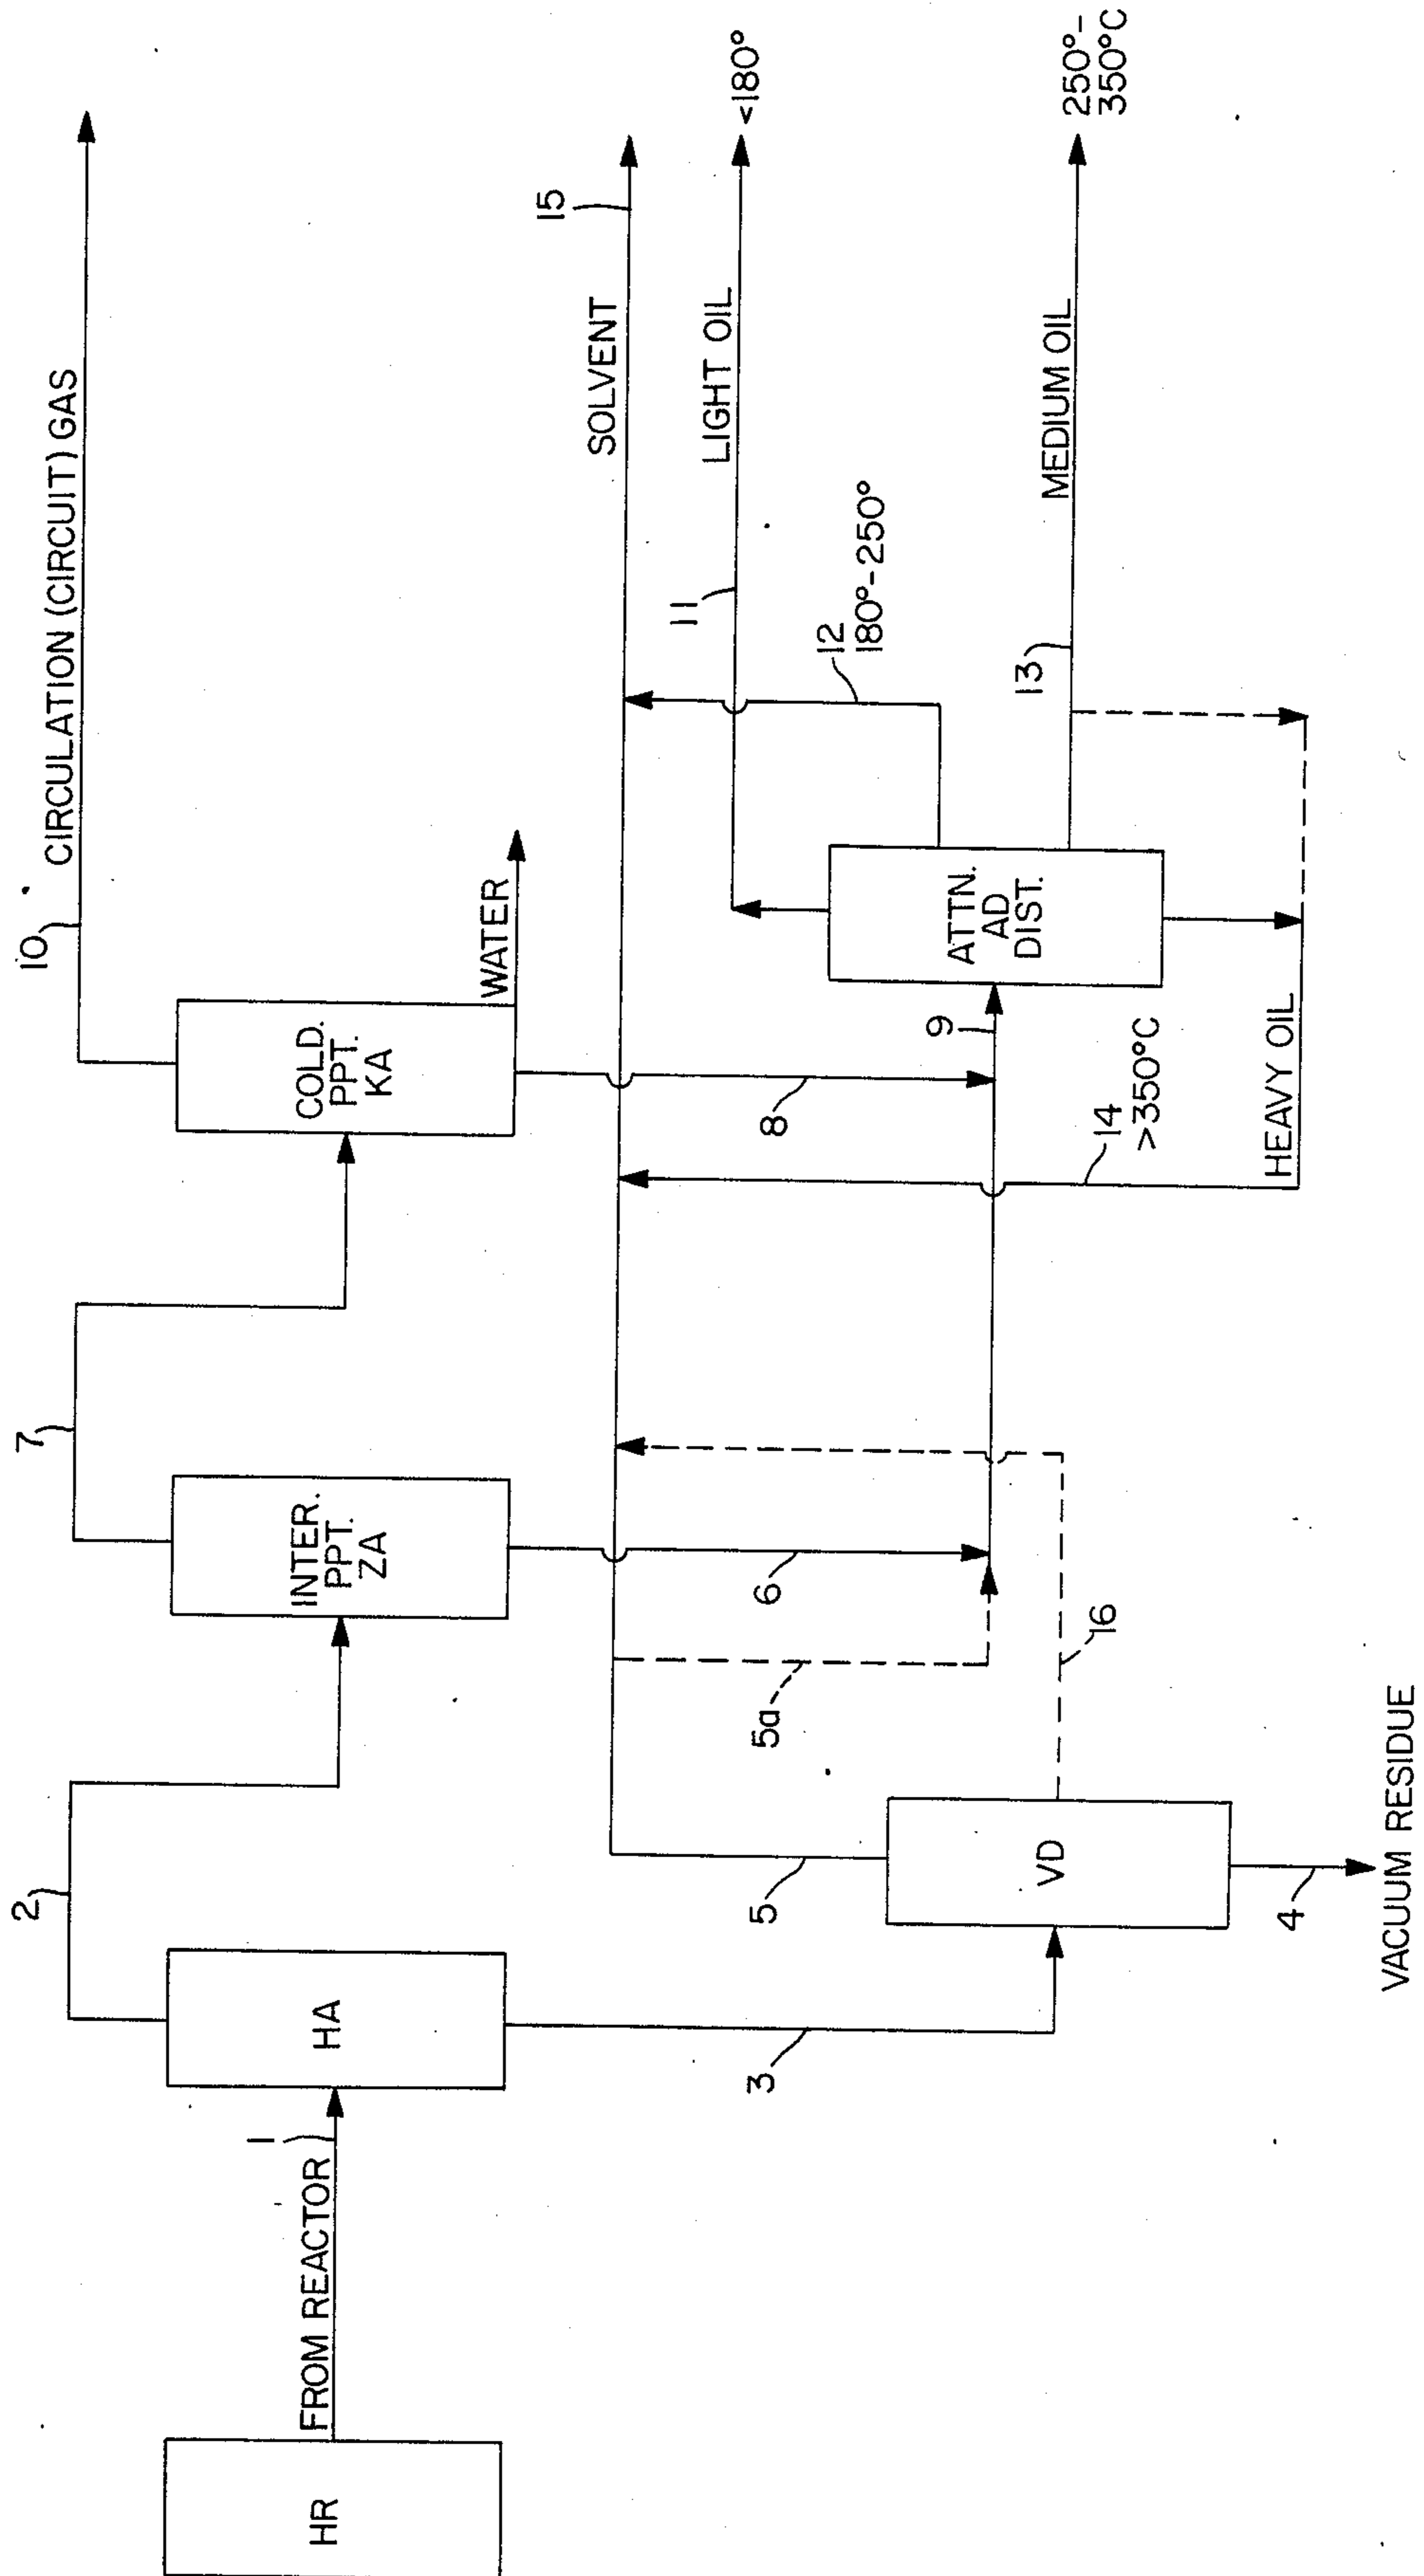 10
CIRCULATION (CIRCUIT) GAS
7
2
COLD.
PPT.
KA
WATER
INTER.
PPT.
ZA
HA
1
FROM REACTOR
HR
15
SOLVENT
11
LIGHT OIL
<180°
12
180°-250°
8
9
6
5a
5
3
ATTN.
AD
DIST.
13
MEDIUM OIL
250°-
350°C
14
>350°C
HEAVY OIL
16
VD
4
VACUUM RESIDUE